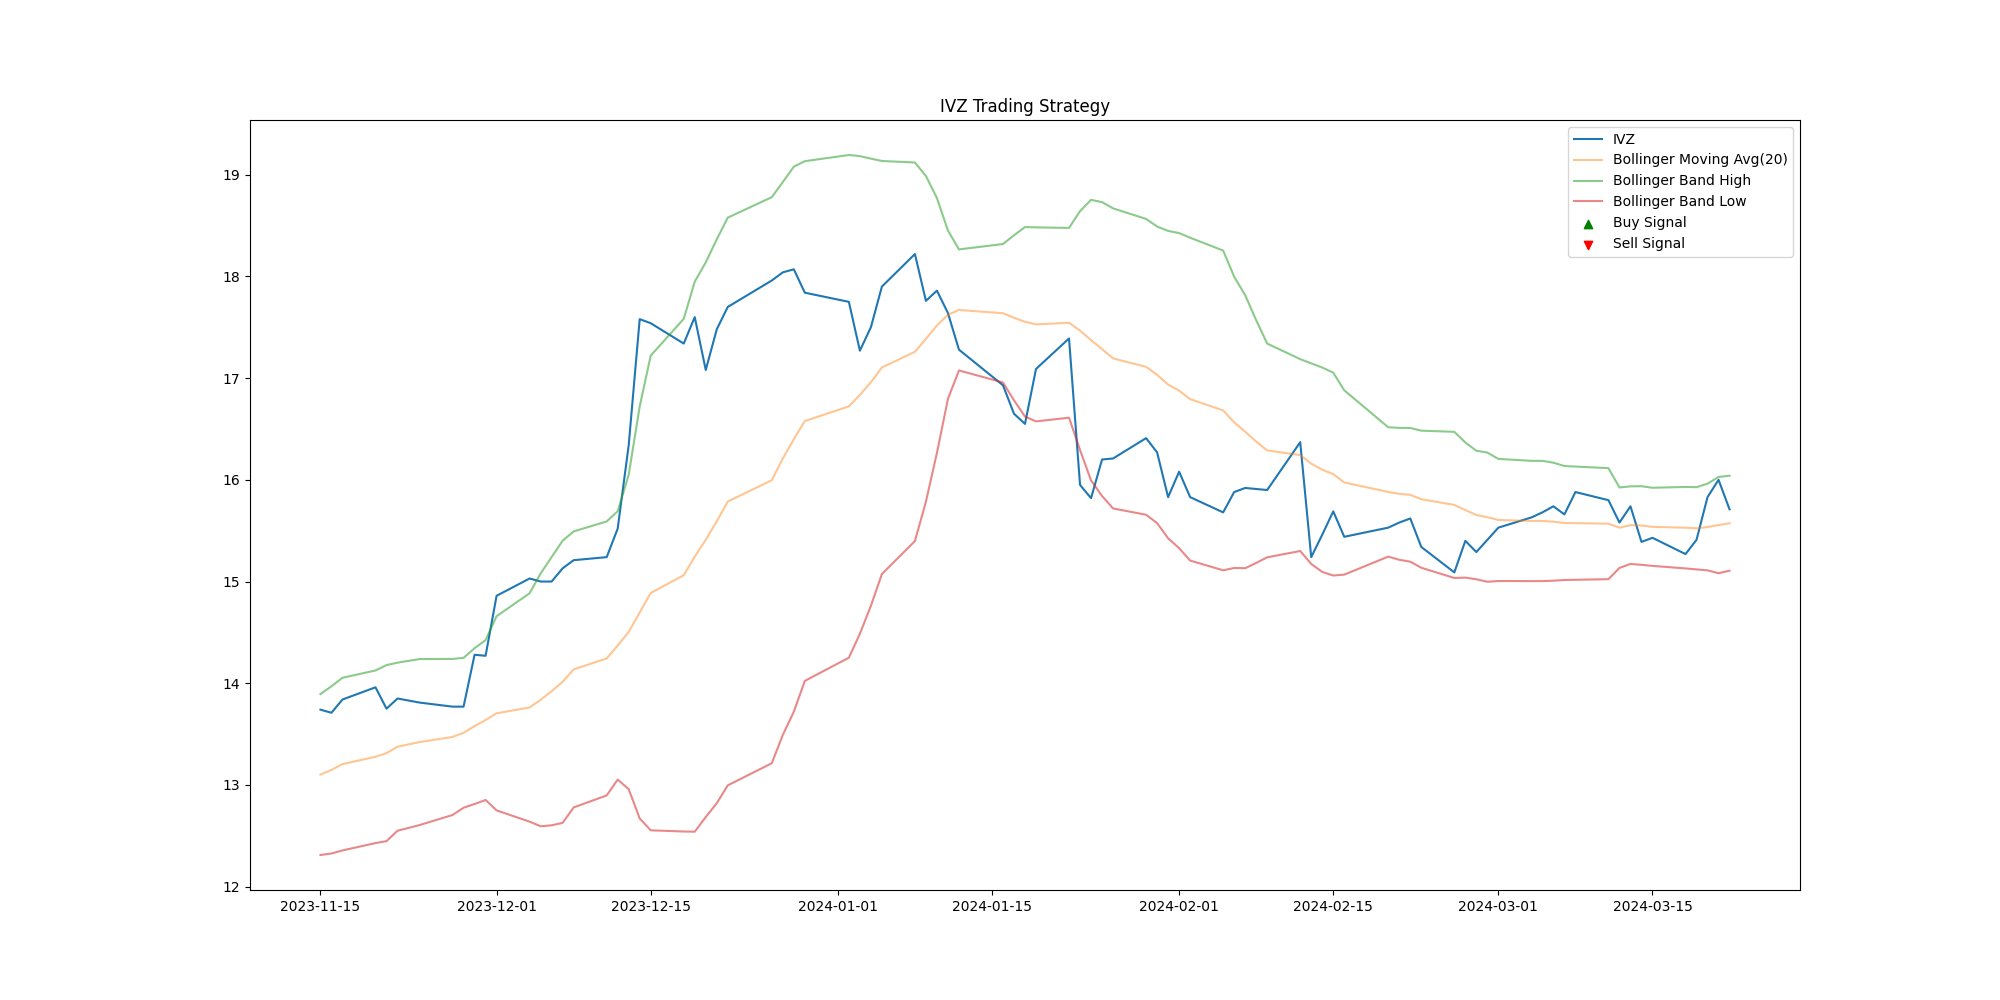 IVZ Trading Strategy
IVZ
Bollinger Moving Avg(20)
Bollinger Band High
Bollinger Band Low
Buy Signal
Sell Signal
19
18
17
16
15
14
13
12
2023-11-15 2023-12-01 2023-12-15 2024-01-01 2024-01-15 2024-02-01 2024-02-15 2024-03-01 2024-03-15